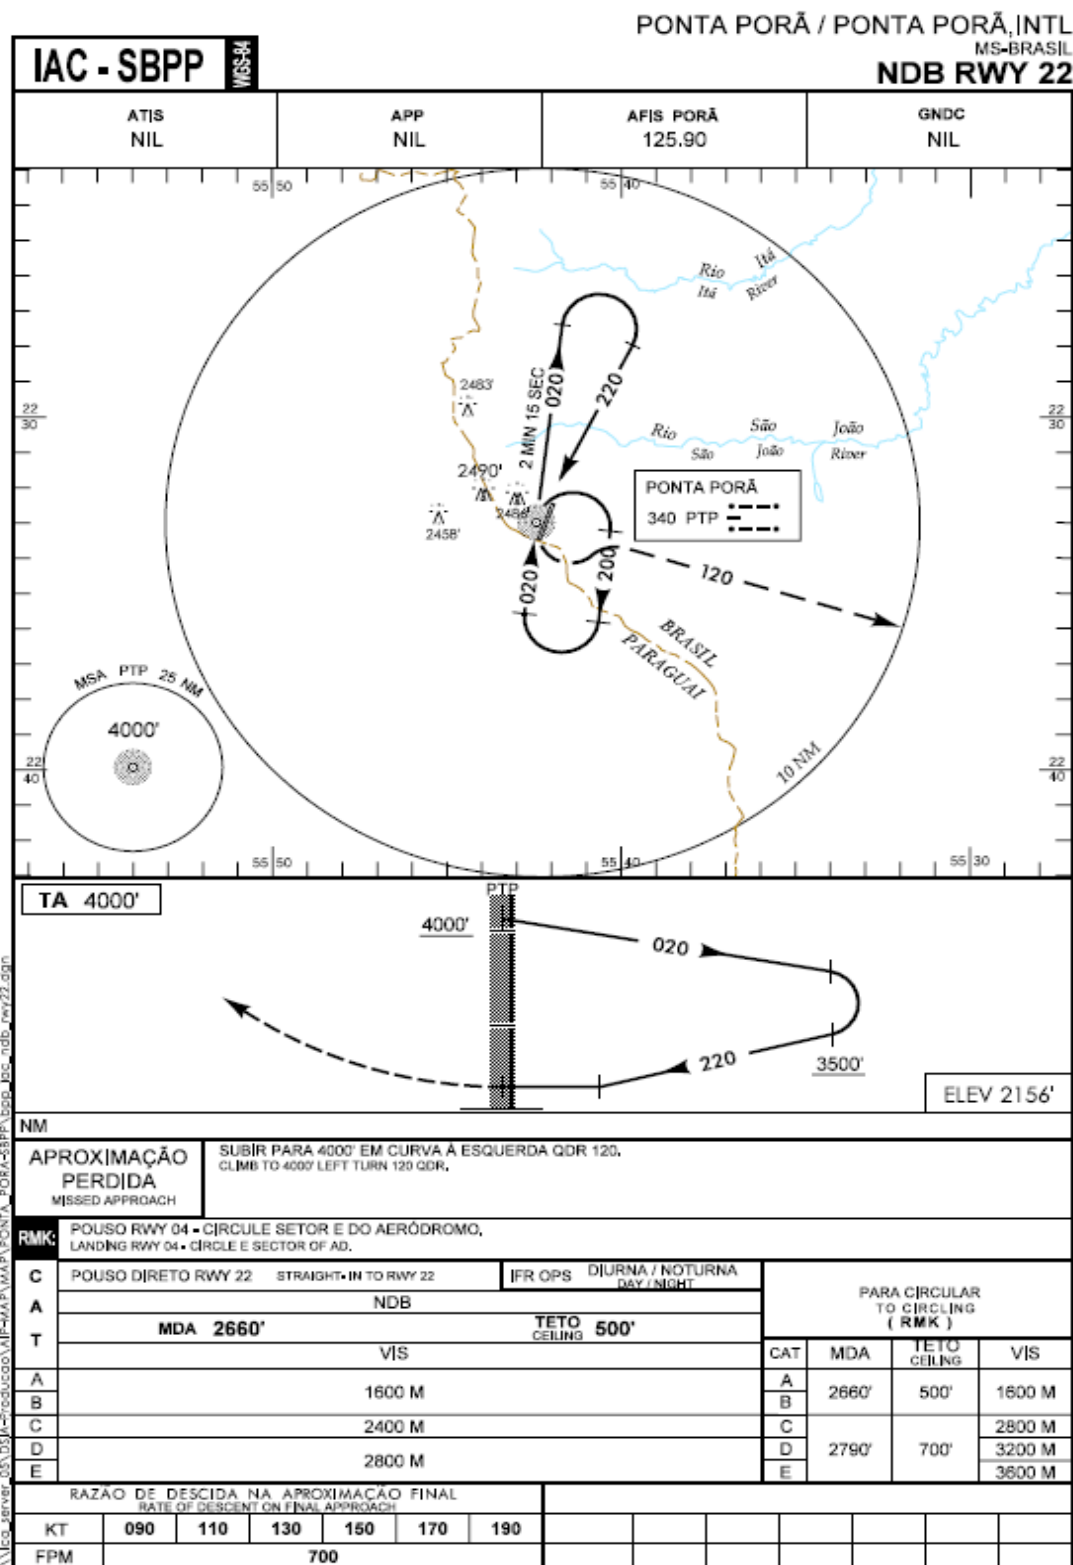 PONTA PORÃ / PONTA PORÃ, INTL
MS-BRASIL
IAC - SBPP WGS-84
NDB RWY 22
ATIS
NIL
APP
NIL
AFIS PORÃ
125.90
GNDC
NIL
55 50
55 40
Rio Itá
Itá River
2483'
22 30
22 30
2 MIN 15 SEC
020
220
Rio São João
São João River
2490'
2486'
2458'
PONTA PORÃ
340 PTP
020
200
120
BRASIL
PARAGUAI
MSA PTP 25 NM
4000'
22 40
22 40
10 NM
55 50
55 40
55 30
TA 4000'
PTP
4000'
020
220
3500'
ELEV 2156'
NM
APROXIMAÇÃO
PERDIDA
MISSED APPROACH
SUBIR PARA 4000' EM CURVA À ESQUERDA QDR 120.
CLIMB TO 4000' LEFT TURN 120 QDR.
RMK:
POUSO RWY 04 - CIRCULE SETOR E DO AERÓDROMO.
LANDING RWY 04 - CIRCLE E SECTOR OF AD.
C
A
T
POUSO DIRETO RWY 22 STRAIGHT-IN TO RWY 22
IFR OPS DIURNA / NOTURNA
DAY / NIGHT
NDB
MDA 2660'
TETO
CEILING 500'
VIS
PARA CIRCULAR
TO CIRCLING
( RMK )
CAT MDA TETO
CEILING VIS
A
B
1600 M
C 2400 M
D
E
2800 M
A
B
2660' 500' 1600 M
C 2800 M
D 2790' 700' 3200 M
E 3600 M
RAZÃO DE DESCIDA NA APROXIMAÇÃO FINAL
RATE OF DESCENT ON FINAL APPROACH
KT 090 110 130 150 170 190
FPM 700